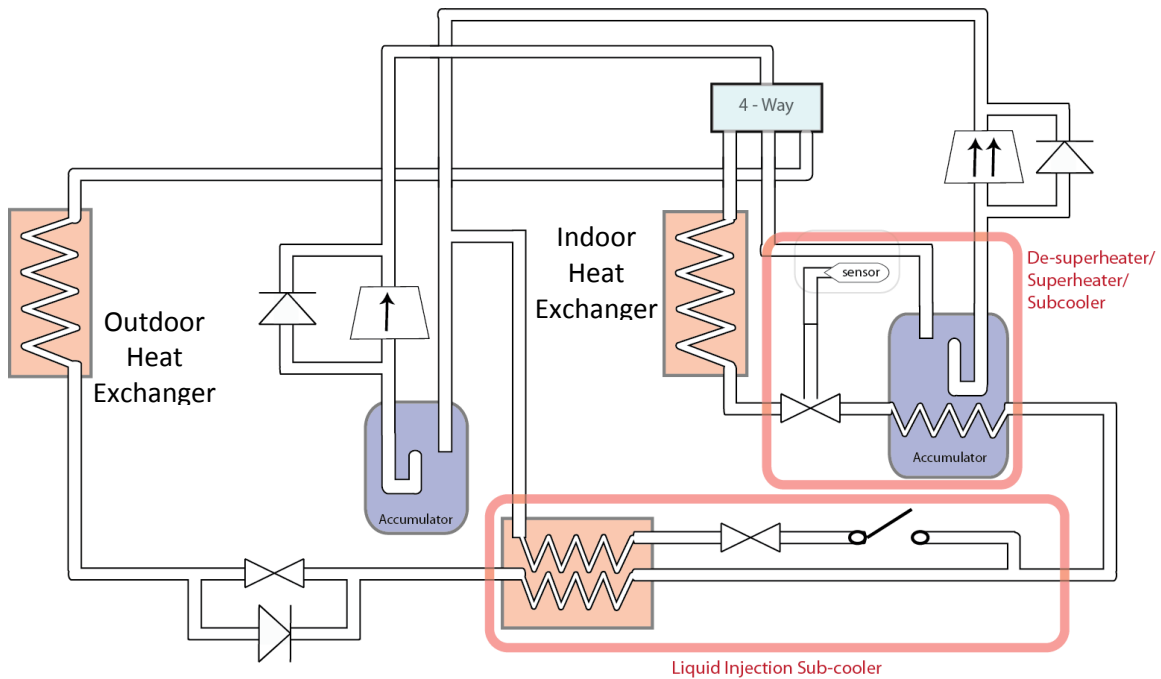 4 - Way
Indoor
Heat
Exchanger
sensor
De-superheater/
Superheater/
Subcooler
Outdoor
Heat
Exchanger
Accumulator
Accumulator
Liquid Injection Sub-cooler